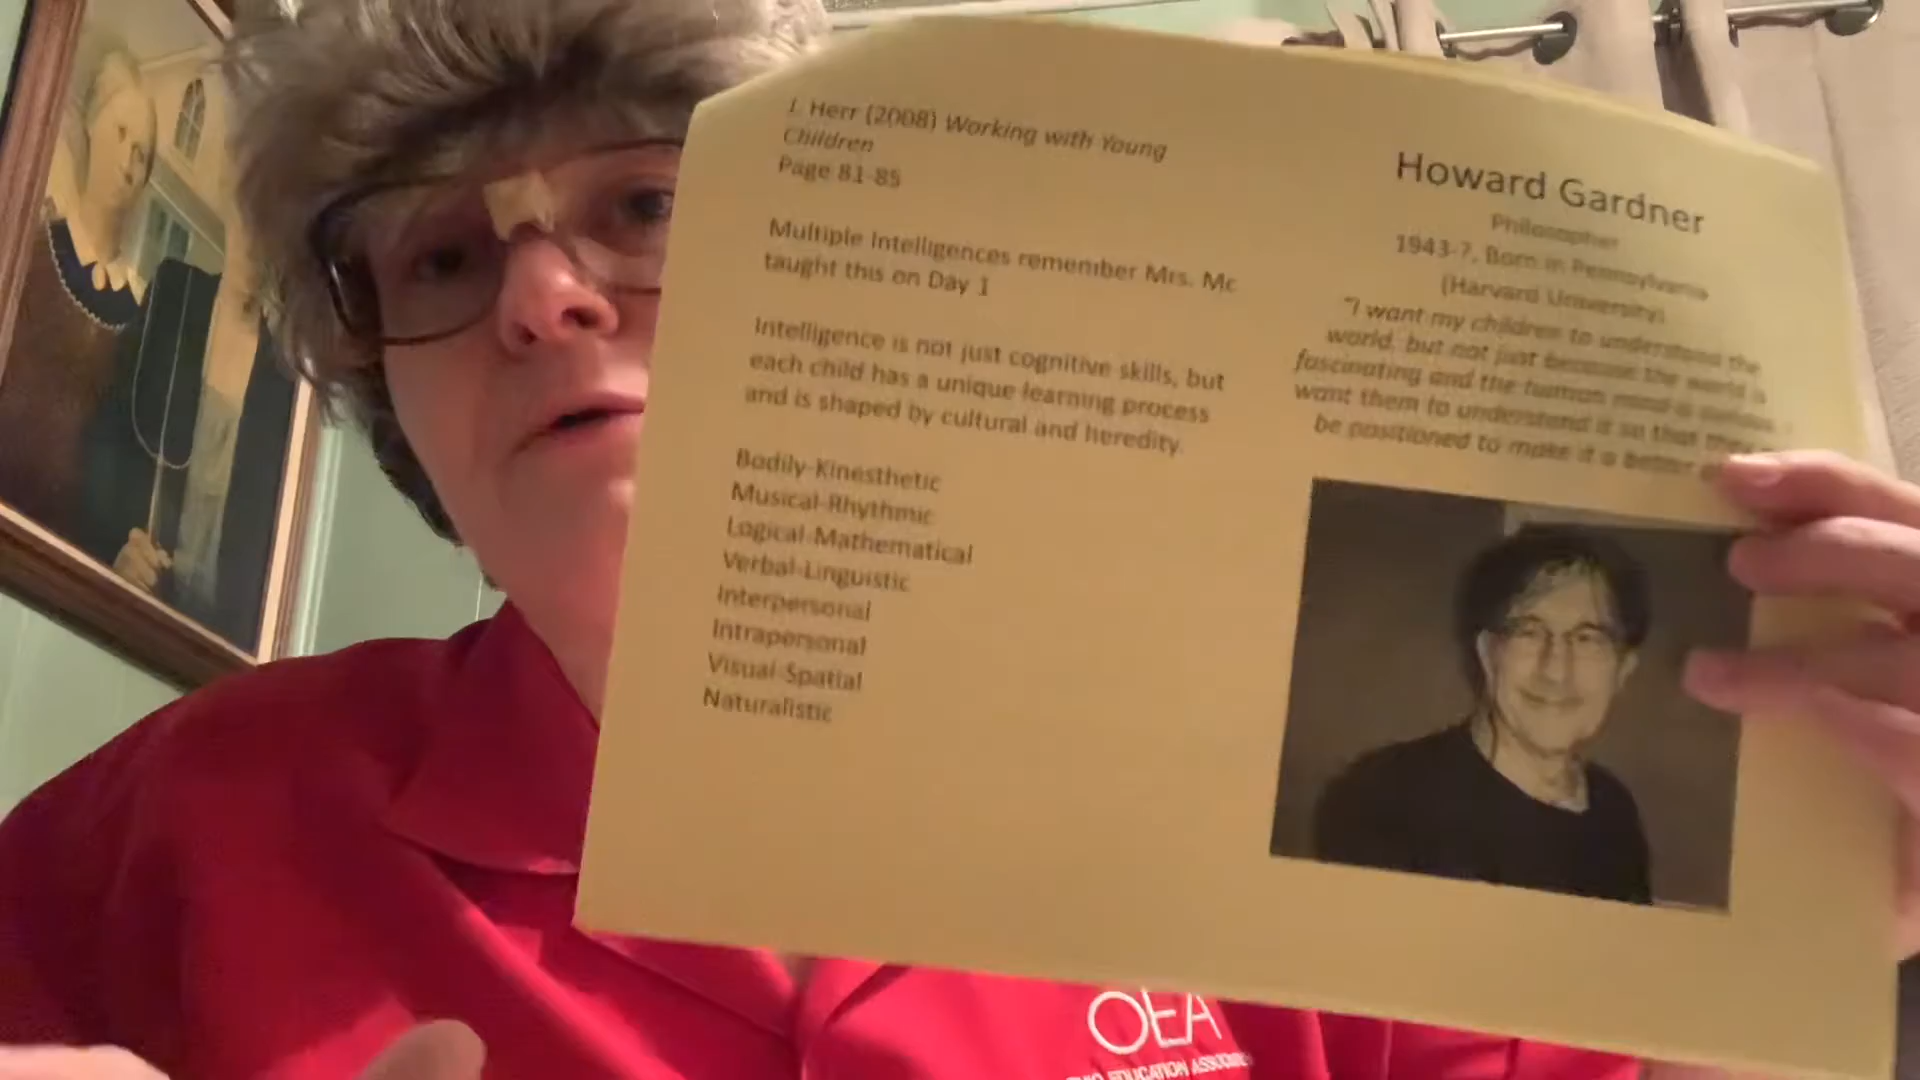 J. Herr (2008) Working with Young
Children
Page 81-85
Multiple Intelligences remember Mrs. Mc
taught this on Day 1
Intelligence is not just cognitive skills, but
each child has a unique learning process
and is shaped by cultural and heredity.
Bodily-Kinesthetic
Musical-Rhythmic
Logical-Mathematical
Verbal-Linguistic
Interpersonal
Intrapersonal
Visual-Spatial
Naturalistic
Howard Gardner
Philosopher
1943-?, Born in Pennsylvania
(Harvard University)
"I want my children to understand the
world, but not just because the world is
fascinating and the human mind is
want them to understand it so that they
be positioned to make it a better
OEA
EDUCATION